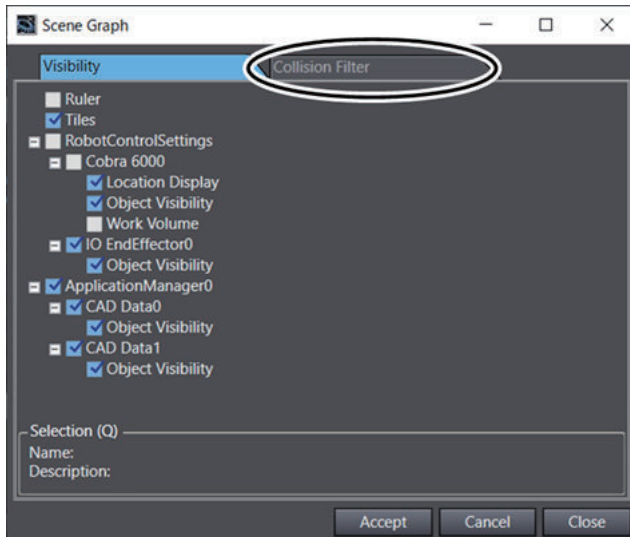 Scene Graph
Visibility
Collision Filter
Ruler
Tiles
RobotControlSettings
Cobra 6000
Location Display
Object Visibility
Work Volume
IO EndEffector0
Object Visibility
ApplicationManager0
CAD Data0
Object Visibility
CAD Data1
Object Visibility
Selection (Q)
Name:
Description:
Accept Cancel Close